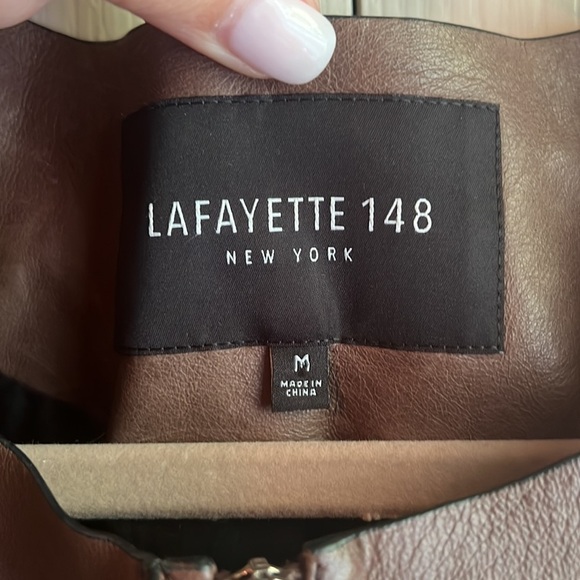 LAFAYETTE 148
NEW YORK
M
MADE IN
CHINA